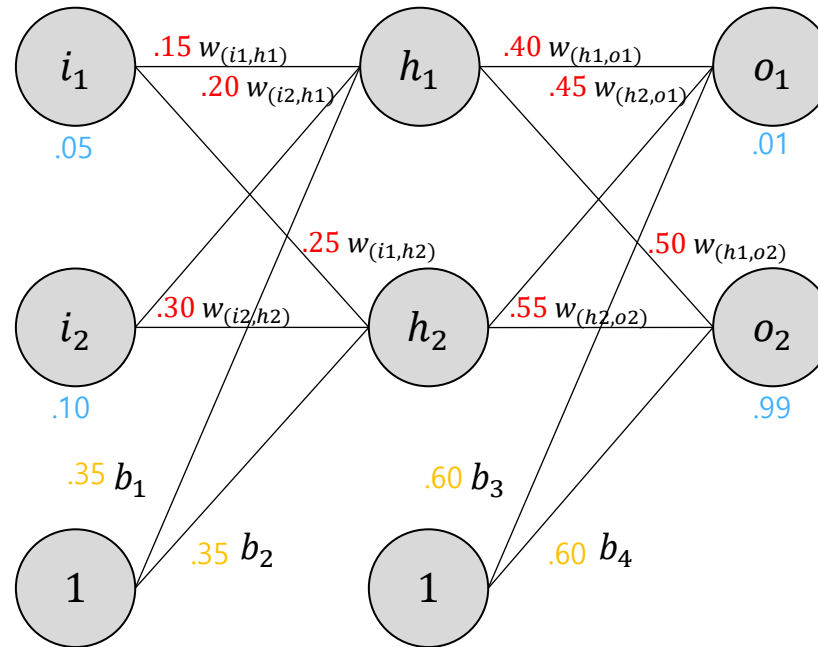 i₁ .15 w₍i1,h1₎ h₁ .40 w₍h1,o1₎ o₁
.20 w₍i2,h1₎ .45 w₍h2,o1₎
.05 .01
.25 w₍i1,h2₎ .50 w₍h1,o2₎
i₂ .30 w₍i2,h2₎ h₂ .55 w₍h2,o2₎ o₂
.10 .99
.35 b₁ .60 b₃
.35 b₂ .60 b₄
1 1